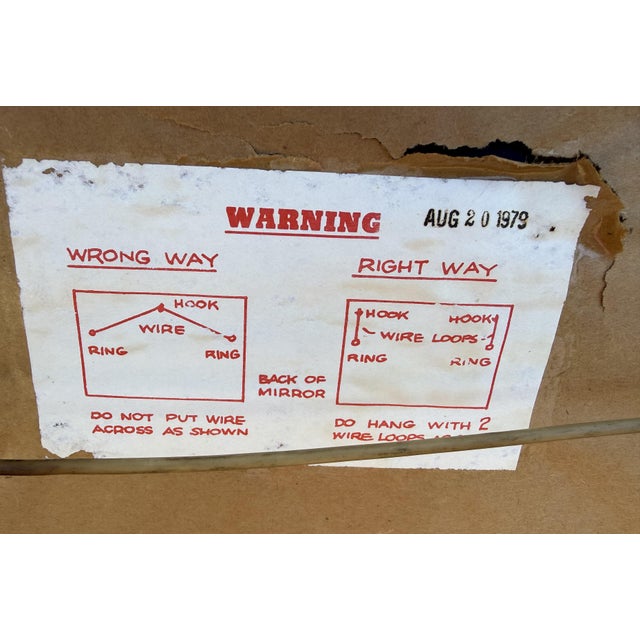 WARNING
AUG 20 1979
WRONG WAY
HOOK
WIRE
RING RING
DO NOT PUT WIRE
ACROSS AS SHOWN
BACK OF
MIRROR
RIGHT WAY
HOOK HOOK
WIRE LOOPS
RING RING
DO HANG WITH 2
WIRE LOOPS